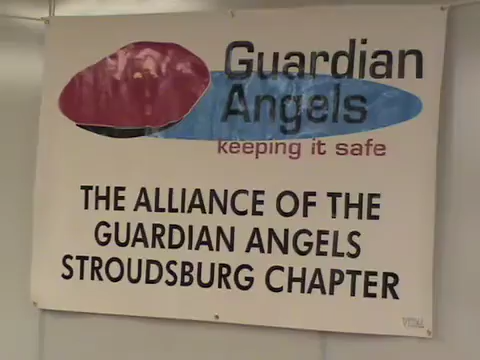 Guardian
Angels
keeping it safe
THE ALLIANCE OF THE
GUARDIAN ANGELS
STROUDSBURG CHAPTER